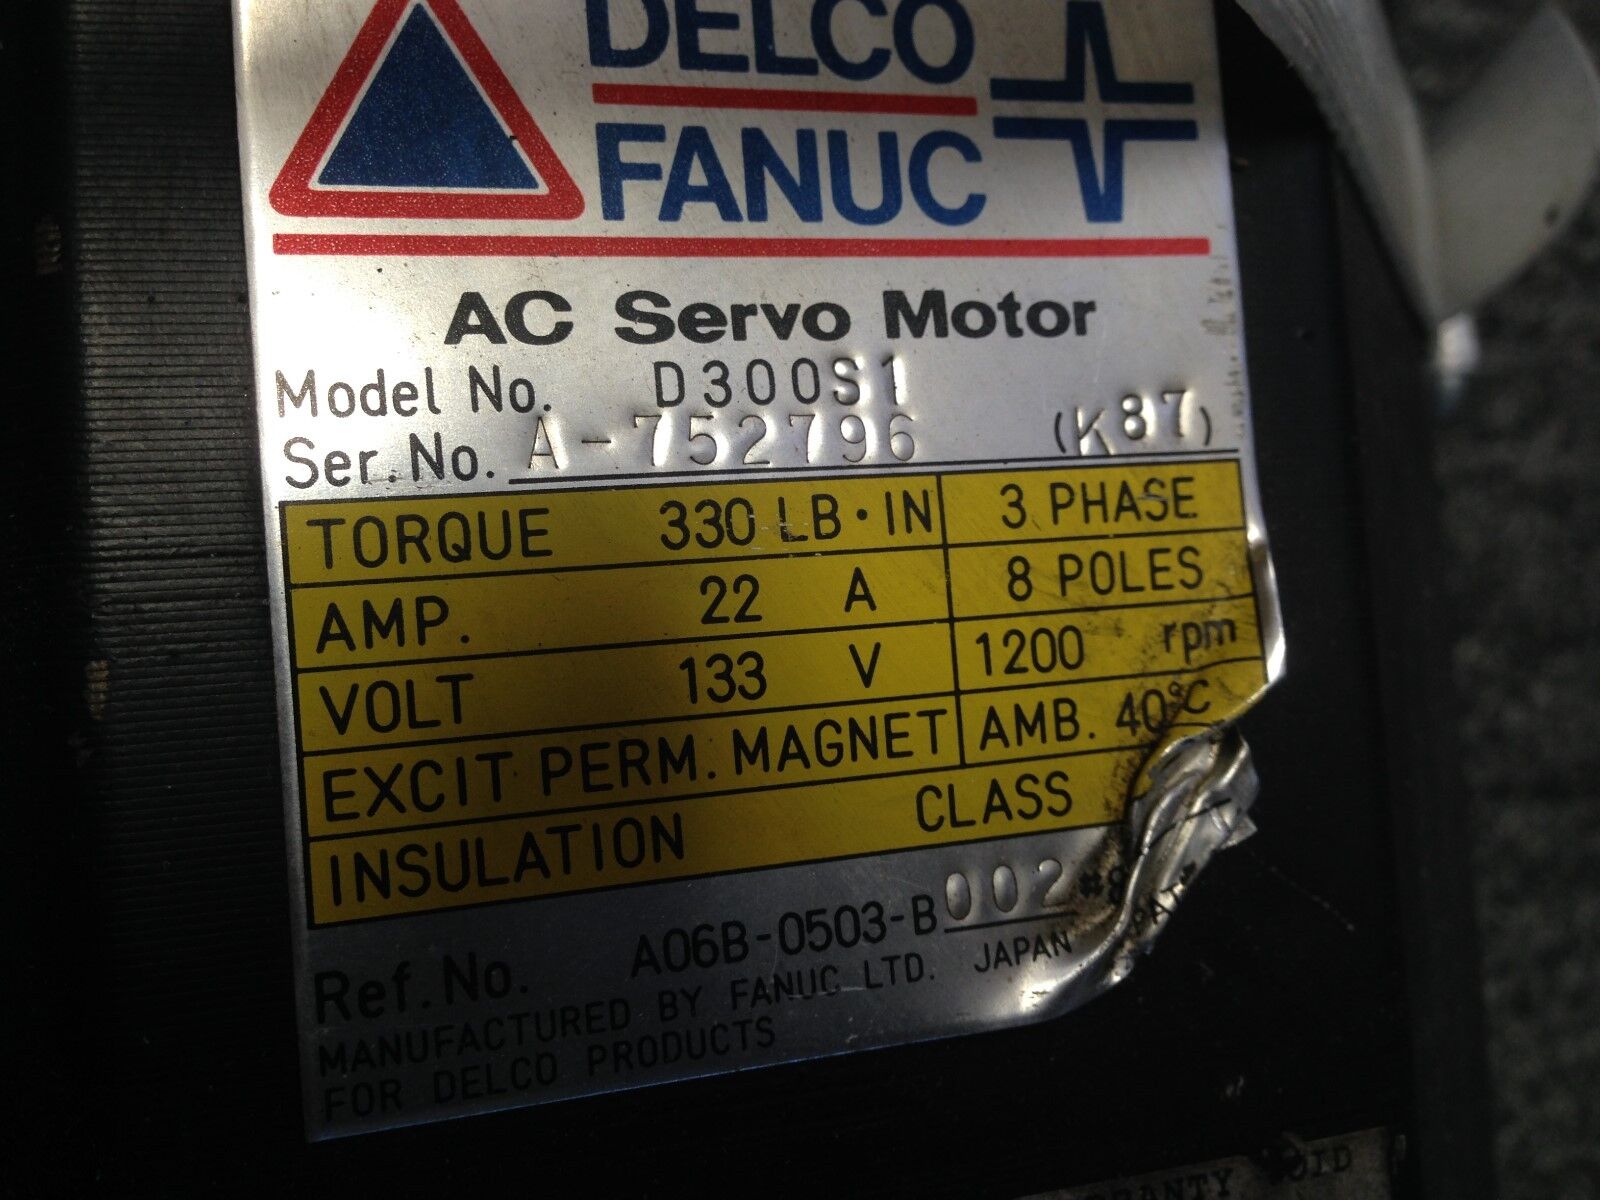 DELCO
FANUC
AC Servo Motor
Model No. D300S1
Ser. No. A-752796 (K87)
TORQUE 330 LB·IN 3 PHASE
AMP. 22 A 8 POLES
VOLT 133 V 1200 rpm
EXCIT PERM. MAGNET AMB. 40°C
INSULATION CLASS
Ref. No. A06B-0503-B002
MANUFACTURED BY FANUC LTD. JAPAN
FOR DELCO PRODUCTS